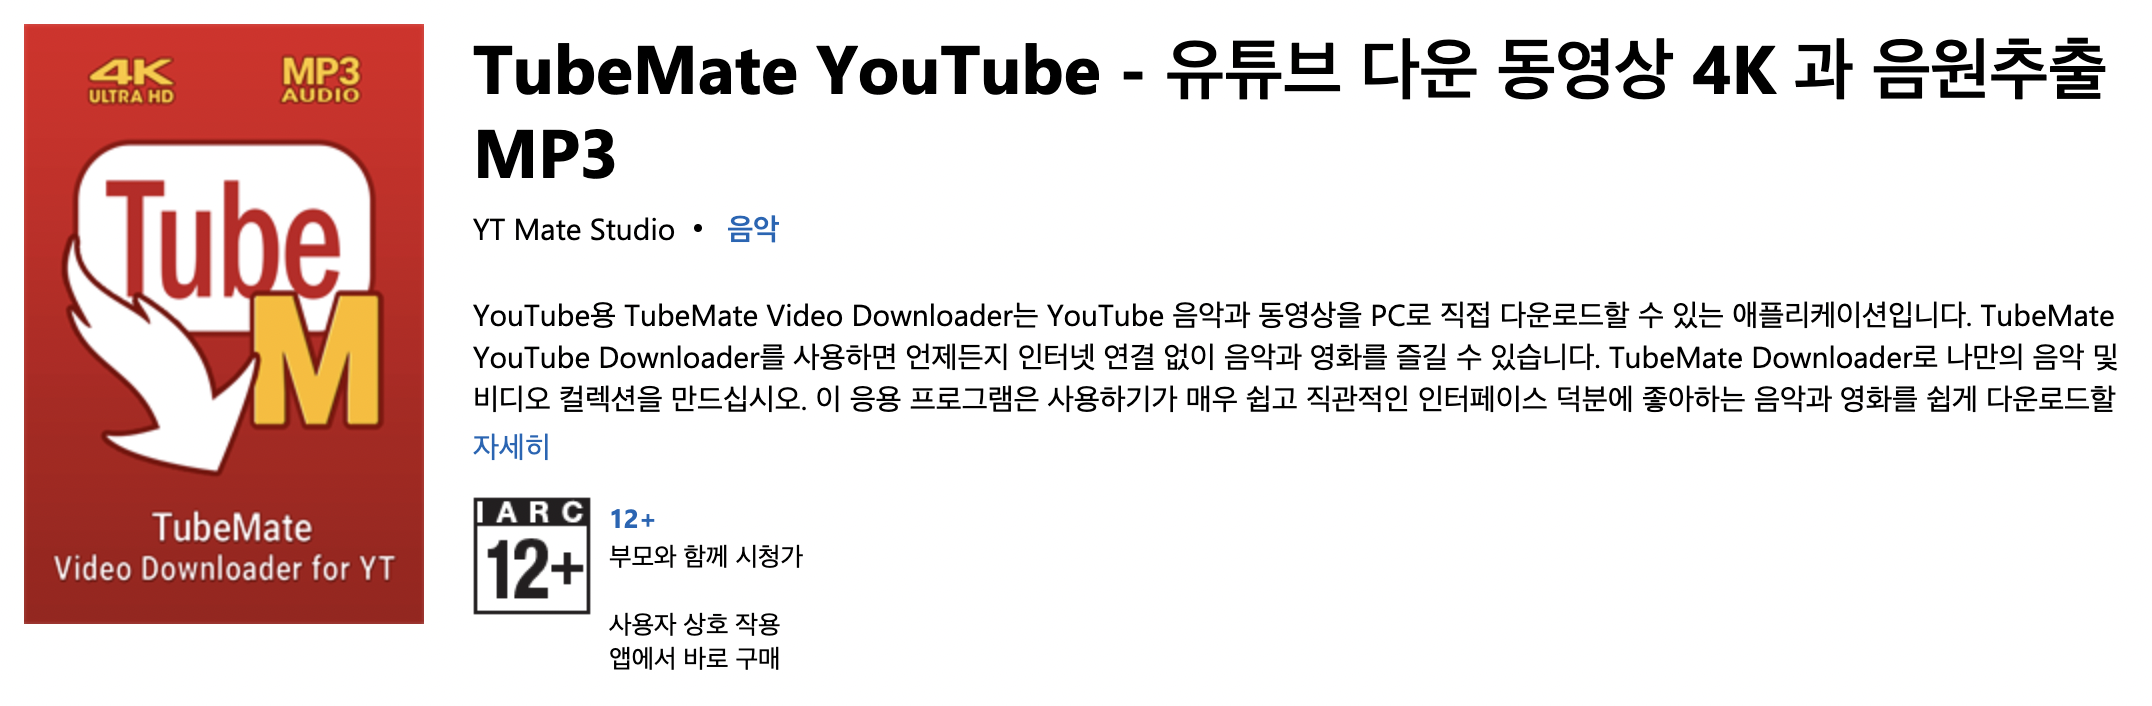 4K
ULTRA HD
MP3
AUDIO
Tube
M
TubeMate
Video Downloader for YT
TubeMate YouTube - 유튜브 다운 동영상 4K 과 음원추출
MP3
YT Mate Studio • 음악
YouTube용 TubeMate Video Downloader는 YouTube 음악과 동영상을 PC로 직접 다운로드할 수 있는 애플리케이션입니다. TubeMate
YouTube Downloader를 사용하면 언제든지 인터넷 연결 없이 음악과 영화를 즐길 수 있습니다. TubeMate Downloader로 나만의 음악 및
비디오 컬렉션을 만드십시오. 이 응용 프로그램은 사용하기가 매우 쉽고 직관적인 인터페이스 덕분에 좋아하는 음악과 영화를 쉽게 다운로드할
자세히
IARC
12+
12+
부모와 함께 시청가
사용자 상호 작용
앱에서 바로 구매